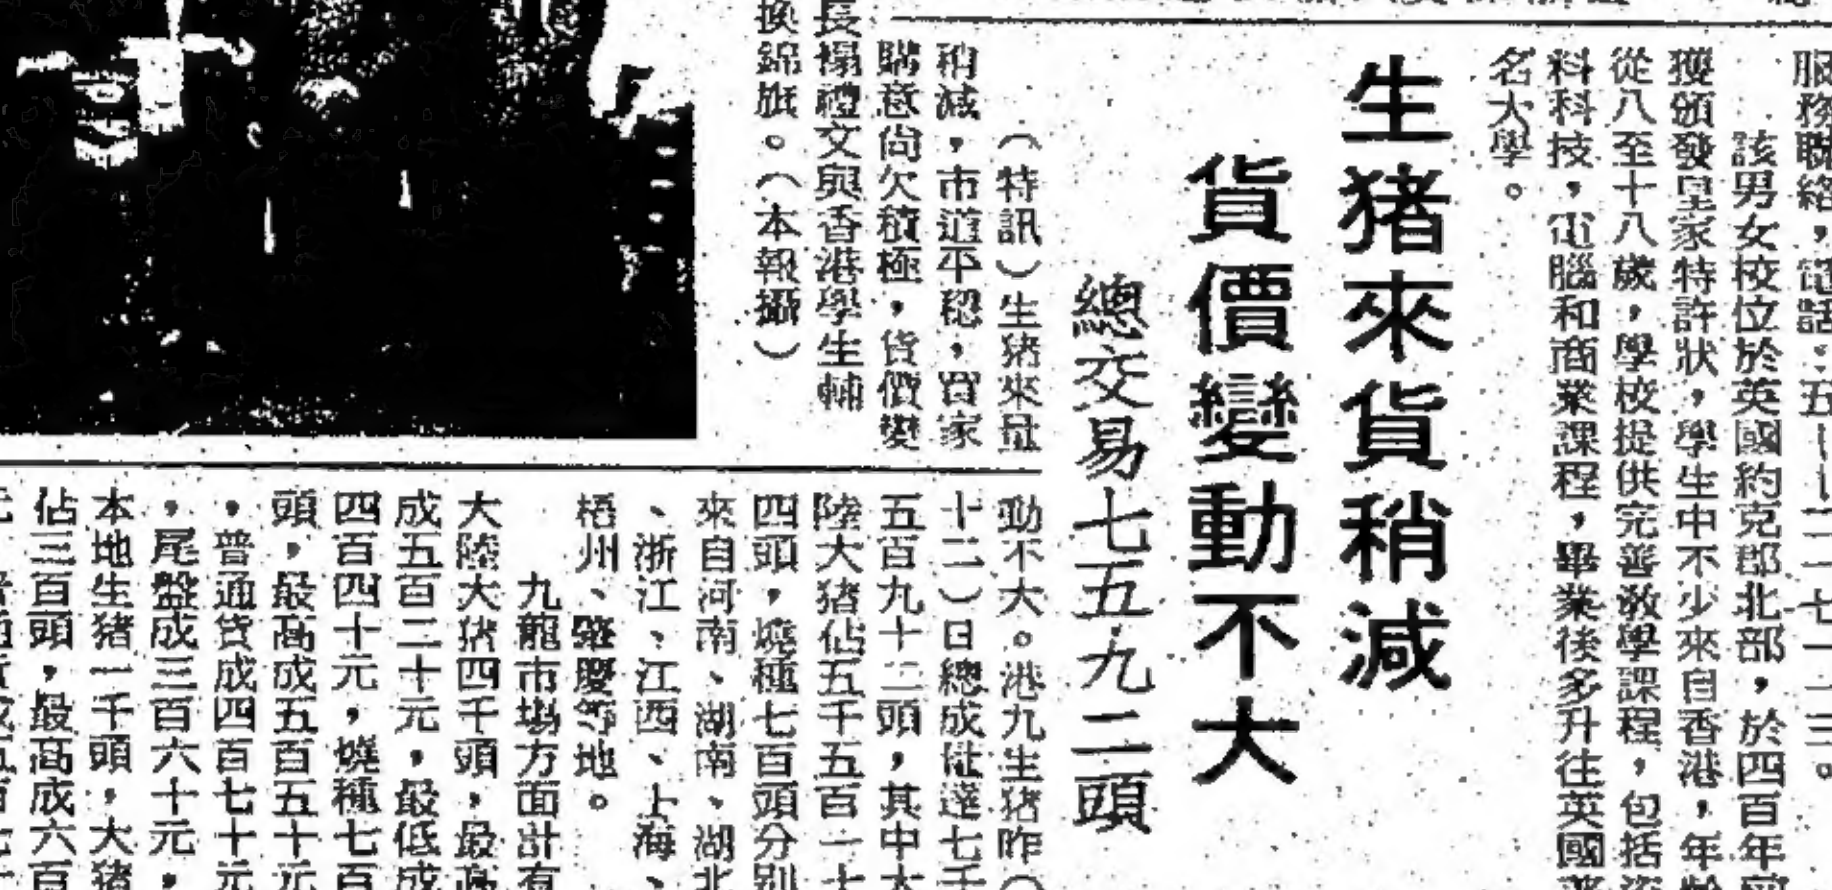 服務聯絡，電話：五——二一七一一三。
該男女校位於英國約克郡北部，於四百年
獲頒發皇家特許狀，學生中不少來自香港，年齡
從八至十八歲，學校提供完善教學課程，包括
科科技，電腦和商業課程，畢業後多升往英國
名大學。
生猪來貨稍減
貨價變動不大
總交易七五九二頭
（特訊）生猪來量
稍減，市道平穩，買家
購意尚欠積極，貨價變
動不大。港九生猪昨（
十二）日總成交達七千
五百九十二頭，其中大
陸大猪佔五千五百一十
四頭，燒種七百頭分別
來自河南、湖南、湖北
、浙江、江西、上海、
梧州、肇慶等地。
九龍市場方面計有
大陸大猪四千頭，最高
成五百二十元，最低成
四百四十元，燒種七百
頭，最高成五百五十元
，普通貨成四百七十元
，尾盤成三百六十元，
本地生猪一千頭，大猪
佔三百頭，最高成六百
長楊禮文與香港學生輔
換錦旗。（本報攝）